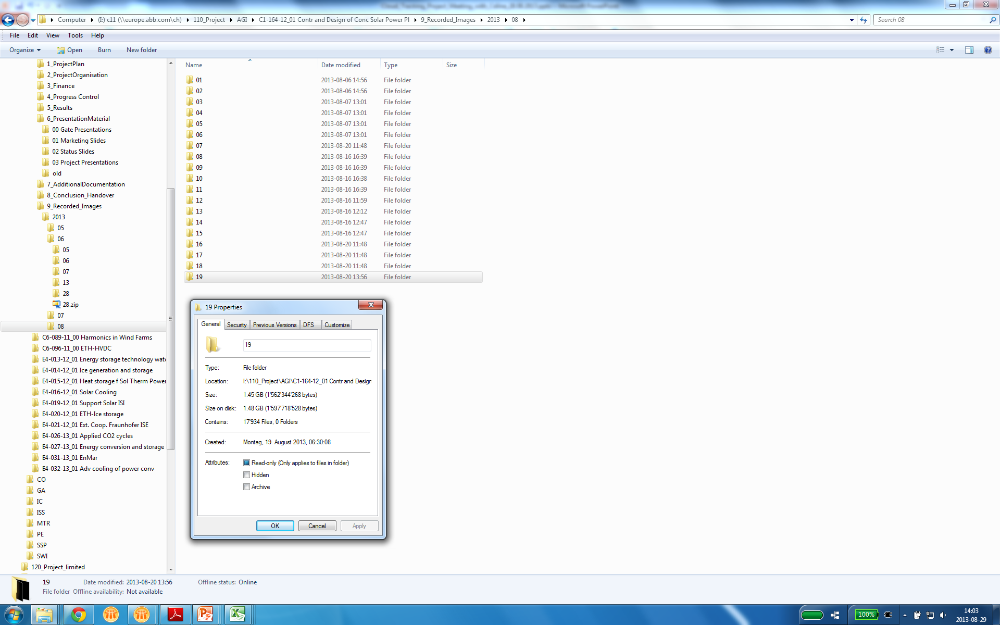 Computer (I:) c11 (\\europe.abb.com\ch) 110_Project AGI C1-164-12_01 Contr and Design of Conc Solar Power Pl 9_Recorded_Images 2013 08 Search 08
File Edit View Tools Help
Organize Open Burn New folder
Name Date modified Type Size
1_ProjectPlan
2_ProjectOrganisation
3_Finance
4_Progress Control
5_Results
6_PresentationMaterial
00 Gate Presentations
01 Marketing Slides
02 Status Slides
03 Project Presentations
old
7_AdditionalDocumentation
8_Conclusion_Handover
9_Recorded_Images
2013
05
06
05
06
07
13
28
28.zip
07
08
C6-089-11_00 Harmonics in Wind Farms
C6-096-11_00 ETH-HVDC
E4-013-12_01 Energy storage technology watc
E4-014-12_01 Ice generation and storage
E4-015-12_01 Heat storage f Sol Therm Power
E4-016-12_01 Solar Cooling
E4-019-12_01 Support Solar ISI
E4-020-12_01 ETH-Ice storage
E4-021-12_01 Ext. Coop. Fraunhofer ISE
E4-026-13_01 Applied CO2 cycles
E4-027-13_01 Energy conversion and storage
E4-031-13_01 EnMar
E4-032-13_01 Adv cooling of power conv
CO
GA
IC
ISS
MTR
PE
SSP
SWI
120_Project_limited
01 2013-08-06 14:56 File folder
02 2013-08-06 14:56 File folder
03 2013-08-07 13:01 File folder
04 2013-08-07 13:01 File folder
05 2013-08-07 13:01 File folder
06 2013-08-07 13:01 File folder
07 2013-08-20 11:48 File folder
08 2013-08-16 16:39 File folder
09 2013-08-16 16:39 File folder
10 2013-08-16 16:38 File folder
11 2013-08-16 16:39 File folder
12 2013-08-16 11:59 File folder
13 2013-08-16 12:12 File folder
14 2013-08-16 12:47 File folder
15 2013-08-16 12:47 File folder
16 2013-08-20 11:48 File folder
17 2013-08-20 11:48 File folder
18 2013-08-20 11:48 File folder
19 2013-08-20 13:56 File folder
19 Properties
General Security Previous Versions DFS Customize
19
Type: File folder
Location: I:\110_Project\AGI\C1-164-12_01 Contr and Design
Size: 1.45 GB (1'562'344'268 bytes)
Size on disk: 1.48 GB (1'597'718'528 bytes)
Contains: 17'934 Files, 0 Folders
Created: Montag, 19. August 2013, 06:30:08
Attributes: Read-only (Only applies to files in folder)
Hidden
Archive
OK Cancel Apply
19 Date modified: 2013-08-20 13:56 Offline status: Online
File folder Offline availability: Not available
100% 14:03
2013-08-29